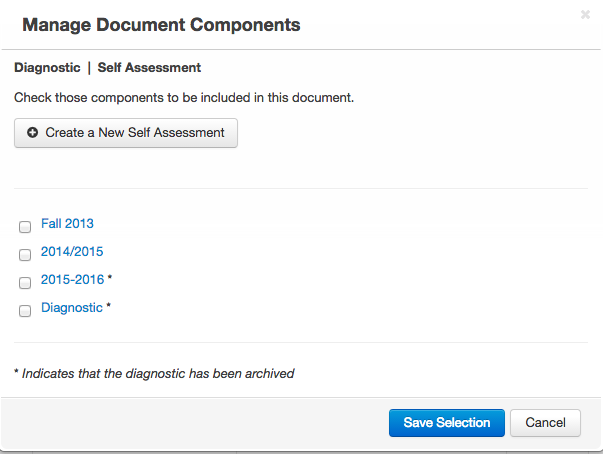 Manage Document Components
Diagnostic | Self Assessment
Check those components to be included in this document.
Create a New Self Assessment
Fall 2013
2014/2015
2015-2016 *
Diagnostic *
* Indicates that the diagnostic has been archived
Save Selection Cancel